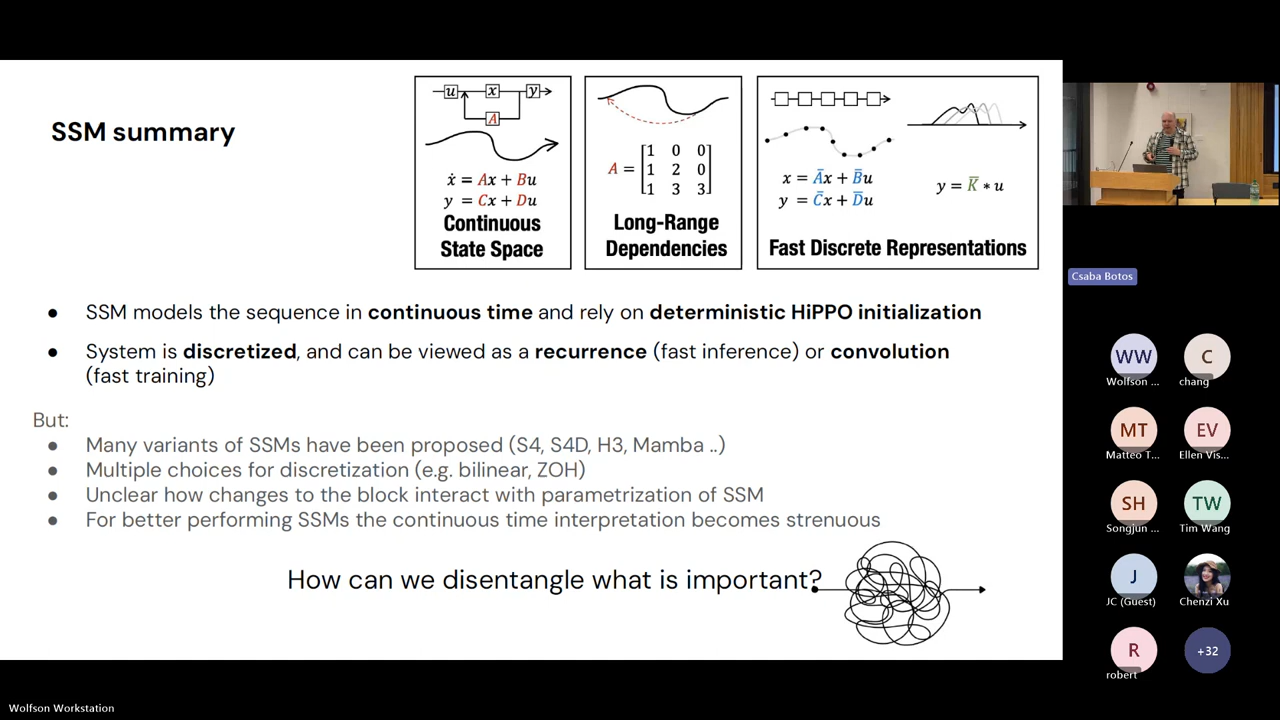 SSM summary
u x y
A
ẋ = Ax + Bu
y = Cx + Du
Continuous
State Space
A = [1 0 0
1 2 0
1 3 3]
Long-Range
Dependencies
x = A̅x + B̅u
y = C̅x + D̅u
y = K̅ * u
Fast Discrete Representations
● SSM models the sequence in continuous time and rely on deterministic HiPPO initialization
● System is discretized, and can be viewed as a recurrence (fast inference) or convolution
(fast training)
But:
● Many variants of SSMs have been proposed (S4, S4D, H3, Mamba ..)
● Multiple choices for discretization (e.g. bilinear, ZOH)
● Unclear how changes to the block interact with parametrization of SSM
● For better performing SSMs the continuous time interpretation becomes strenuous
How can we disentangle what is important?
Csaba Botos
WW C
Wolfson ... chang
MT EV
Matteo T... Ellen Vis...
SH TW
Songjun ... Tim Wang
J
JC (Guest) Chenzi Xu
R +32
robert
Wolfson Workstation